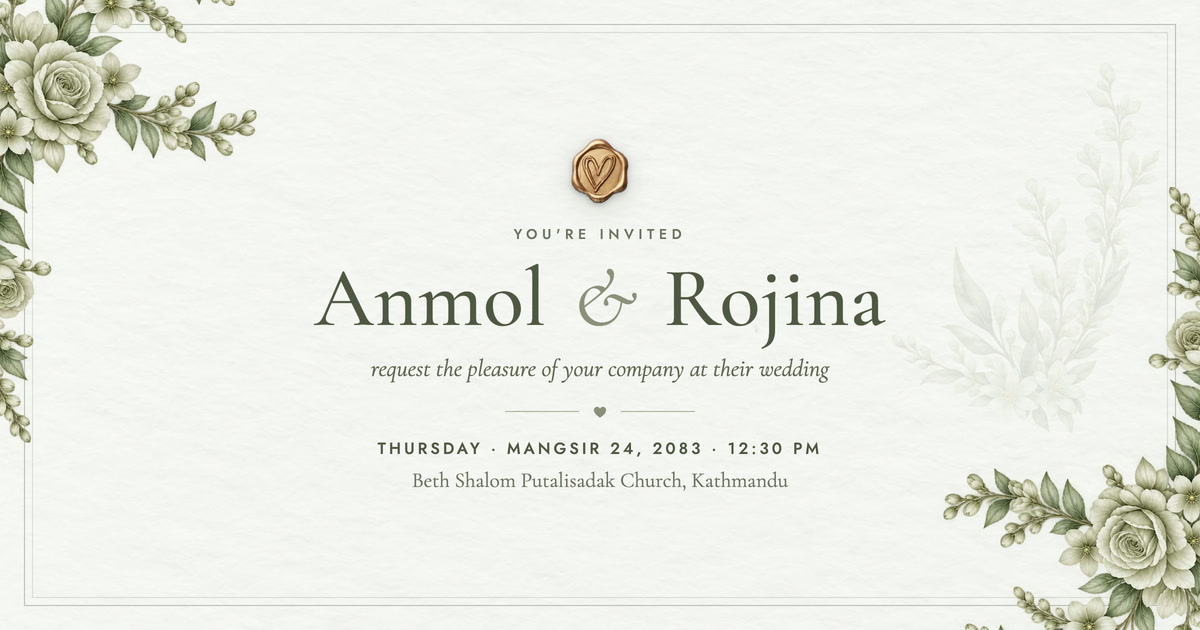 YOU'RE INVITED
Anmol & Rojina
request the pleasure of your company at their wedding
THURSDAY · MANGSIR 24, 2083 · 12:30 PM
Beth Shalom Putalisadak Church, Kathmandu